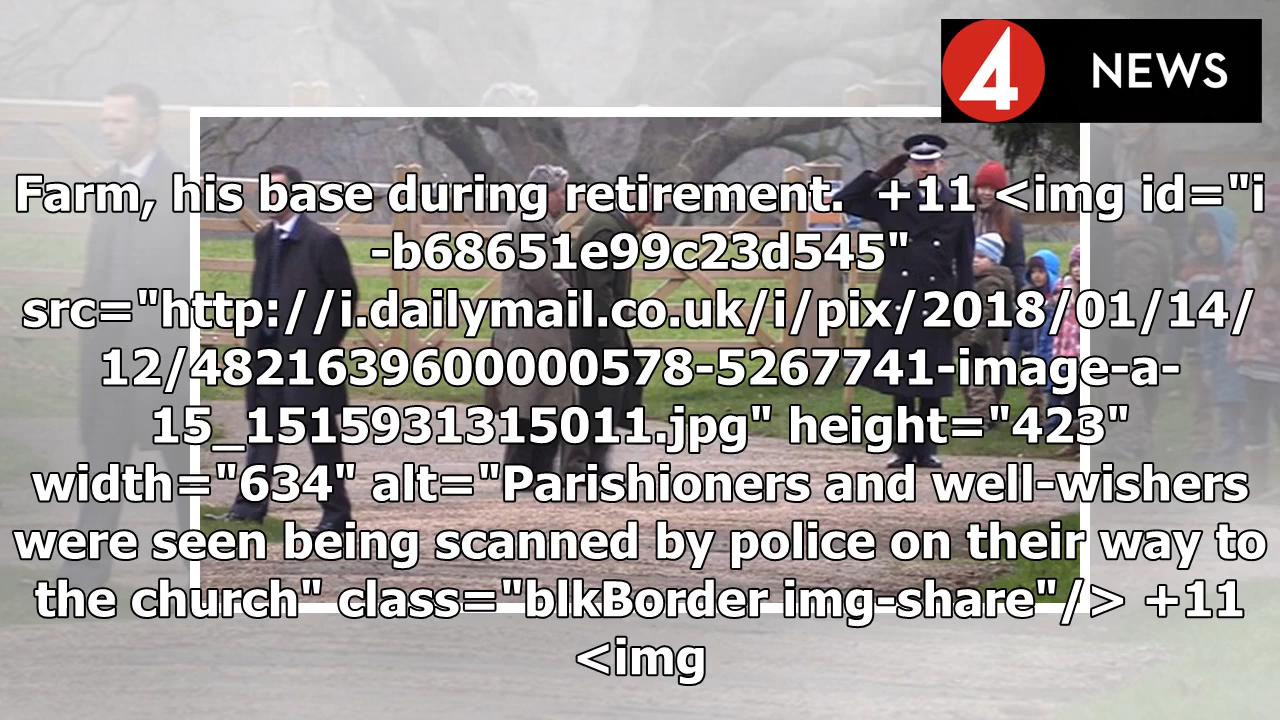 4 NEWS
Farm, his base during retirement.  +11 <img id="i
-b68651e99c23d545"
src="http://i.dailymail.co.uk/i/pix/2018/01/14/
12/4821639600000578-5267741-image-a-
15_1515931315011.jpg" height="423"
width="634" alt="Parishioners and well-wishers
were seen being scanned by police on their way to
the church" class="blkBorder img-share"/> +11
<img